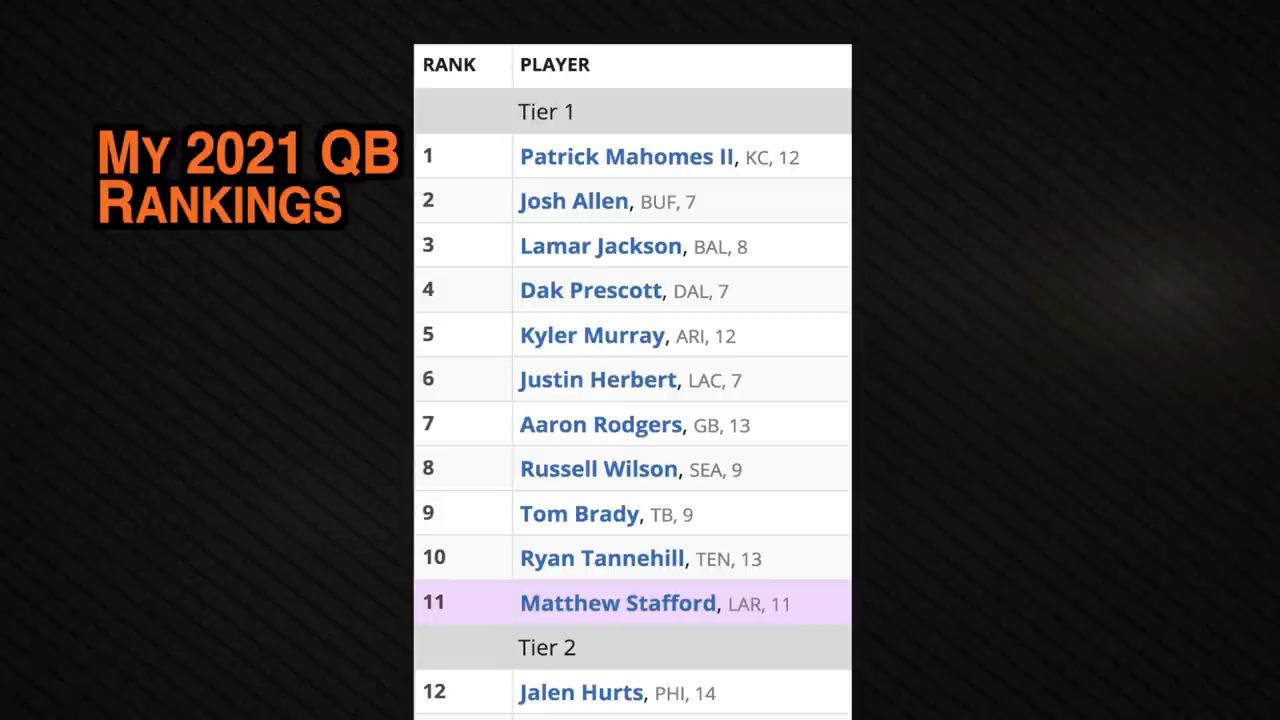 My 2021 QB
Rankings
RANK PLAYER
Tier 1
1 Patrick Mahomes II, KC, 12
2 Josh Allen, BUF, 7
3 Lamar Jackson, BAL, 8
4 Dak Prescott, DAL, 7
5 Kyler Murray, ARI, 12
6 Justin Herbert, LAC, 7
7 Aaron Rodgers, GB, 13
8 Russell Wilson, SEA, 9
9 Tom Brady, TB, 9
10 Ryan Tannehill, TEN, 13
11 Matthew Stafford, LAR, 11
Tier 2
12 Jalen Hurts, PHI, 14